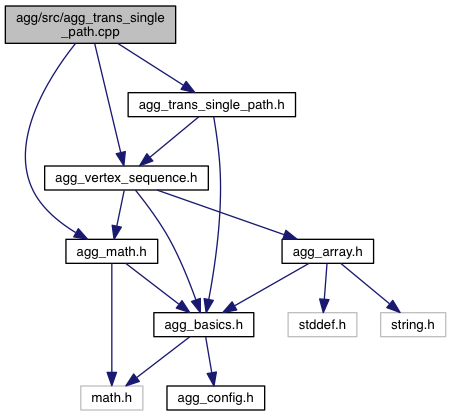 agg/src/agg_trans_single
_path.cpp
agg_trans_single_path.h
agg_vertex_sequence.h
agg_math.h
agg_array.h
agg_basics.h
stddef.h
string.h
math.h
agg_config.h